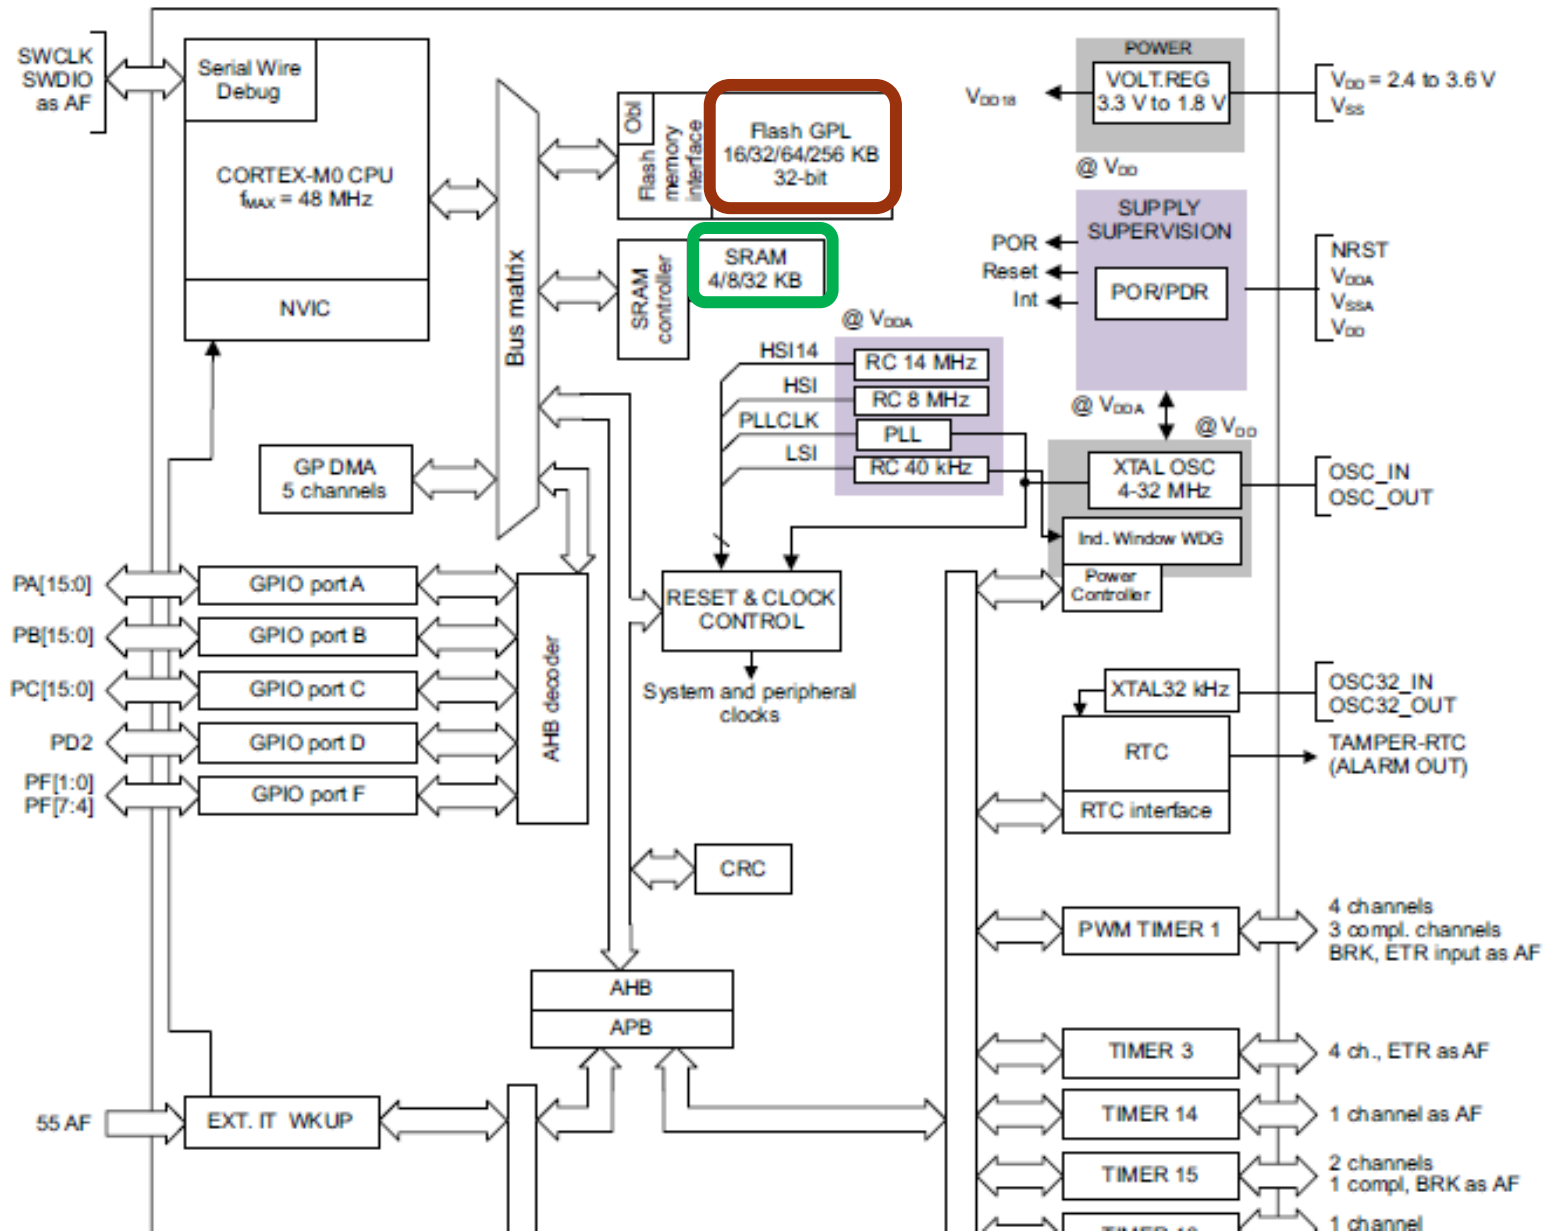 SWCLK
SWDIO
as AF
Serial Wire
Debug
CORTEX-M0 CPU
fMAX = 48 MHz
NVIC
Bus matrix
Obl
Flash
memory
interface
Flash GPL
16/32/64/256 KB
32-bit
SRAM
controller
SRAM
4/8/32 KB
POWER
VOLT.REG
3.3 V to 1.8 V
VDD18
VDD = 2.4 to 3.6 V
VSS
@ VDD
SUPPLY
SUPERVISION
POR
Reset
Int
POR/PDR
NRST
VDDA
VSSA
VDD
@ VDDA
HSI14
RC 14 MHz
HSI
RC 8 MHz
PLLCLK
PLL
LSI
RC 40 kHz
@ VDDA
@ VDD
XTAL OSC
4-32 MHz
OSC_IN
OSC_OUT
Ind. Window WDG
Power
Controller
GP DMA
5 channels
PA[15:0]
GPIO port A
PB[15:0]
GPIO port B
PC[15:0]
GPIO port C
PD2
GPIO port D
PF[1:0]
PF[7:4]
GPIO port F
AHB decoder
RESET & CLOCK
CONTROL
System and peripheral
clocks
XTAL32 kHz
OSC32_IN
OSC32_OUT
RTC
TAMPER-RTC
(ALARM OUT)
RTC interface
CRC
PWM TIMER 1
4 channels
3 compl. channels
BRK, ETR input as AF
AHB
APB
TIMER 3
4 ch., ETR as AF
55 AF
EXT. IT WKUP
TIMER 14
1 channel as AF
TIMER 15
2 channels
1 compl, BRK as AF
1 channel